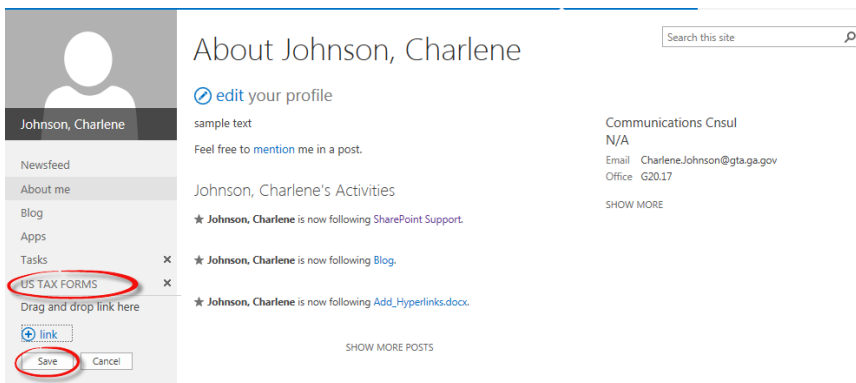 Search this site
About Johnson, Charlene
edit your profile
Johnson, Charlene
sample text
Feel free to mention me in a post.
Communications Cnsul
N/A
Email CharleneJohnson@gta.ga.gov
Office G20.17
SHOW MORE
Newsfeed
About me
Blog
Apps
Tasks
US TAX FORMS
Drag and drop link here
link
Save Cancel
Johnson, Charlene's Activities
Johnson, Charlene is now following SharePoint Support.
Johnson, Charlene is now following Blog.
Johnson, Charlene is now following Add_Hyperlinks.docx.
SHOW MORE POSTS